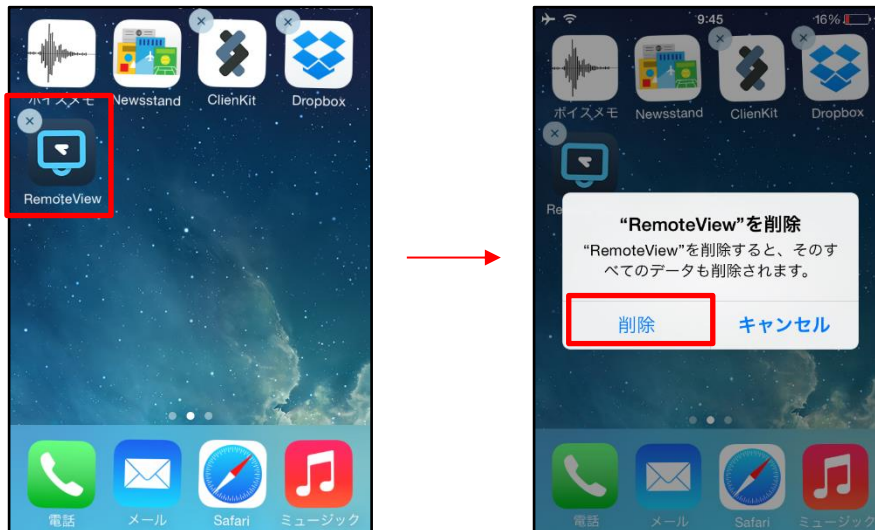 ボイスメモ Newsstand ClienKit Dropbox
RemoteView
電話 メール Safari ミュージック
9:45 16%
ボイスメモ Newsstand ClienKit Dropbox
Re
“RemoteView”を削除
“RemoteView”を削除すると、そのす
べてのデータも削除されます。
削除 キャンセル
電話 メール Safari ミュージック